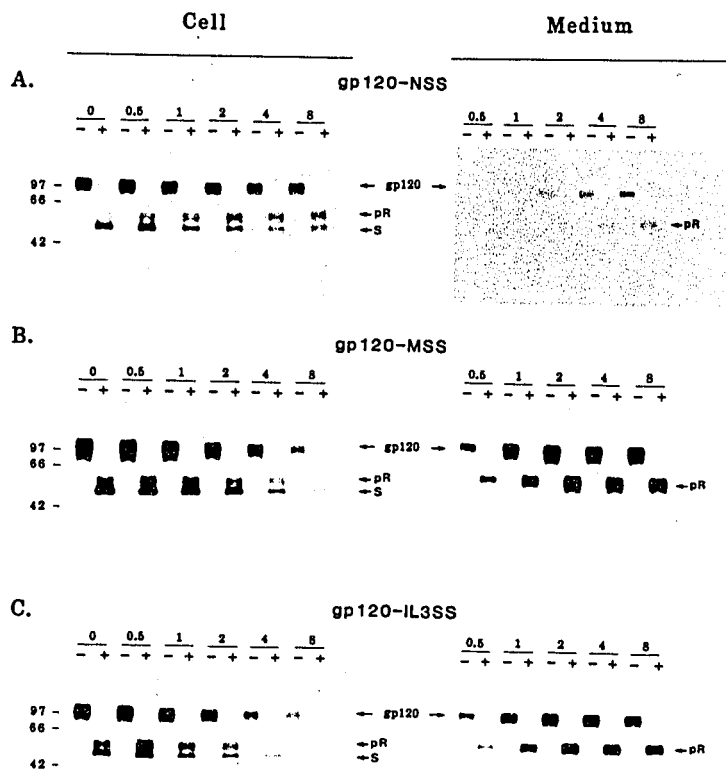 Cell Medium
A.
gp120-NSS
0 0.5 1 2 4 8 0.5 1 2 4 8
- + - + - + - + - + - + - + - + - + - + - +
97 - ← gp120 →
66 -
←pR ←pR
←S
42 -
B.
gp120-MSS
0 0.5 1 2 4 8 0.5 1 2 4 8
- + - + - + - + - + - + - + - + - + - + - +
97 - ← gp120 →
66 -
←pR ←pR
←S
42 -
C.
gp120-IL3SS
0 0.5 1 2 4 8 0.5 1 2 4 8
- + - + - + - + - + - + - + - + - + - + - +
97 - ← gp120 →
66 -
←pR ←pR
←S
42 -